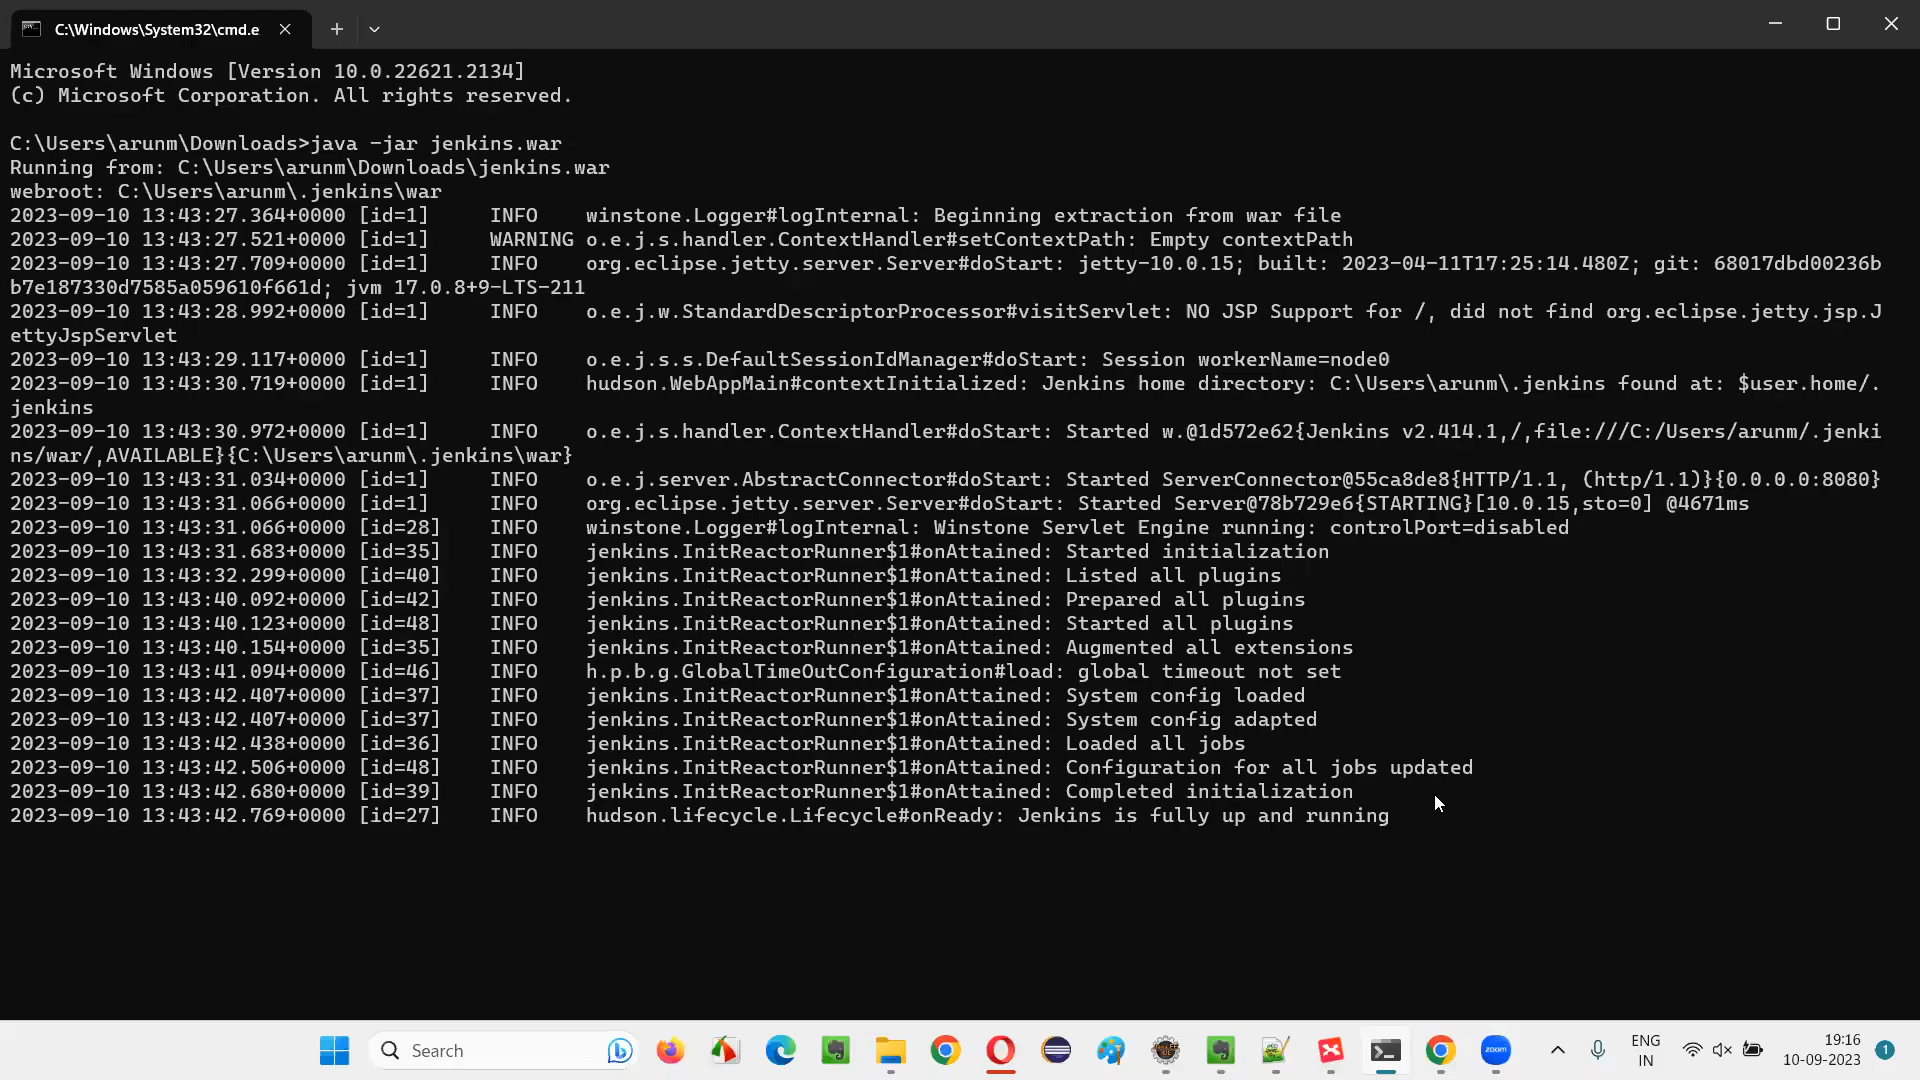 C:\Windows\System32\cmd.e
Microsoft Windows [Version 10.0.22621.2134]
(c) Microsoft Corporation. All rights reserved.
C:\Users\arunm\Downloads>java -jar jenkins.war
Running from: C:\Users\arunm\Downloads\jenkins.war
webroot: C:\Users\arunm\.jenkins\war
2023-09-10 13:43:27.364+0000 [id=1] INFO winstone.Logger#logInternal: Beginning extraction from war file
2023-09-10 13:43:27.521+0000 [id=1] WARNING o.e.j.s.handler.ContextHandler#setContextPath: Empty contextPath
2023-09-10 13:43:27.709+0000 [id=1] INFO org.eclipse.jetty.server.Server#doStart: jetty-10.0.15; built: 2023-04-11T17:25:14.480Z; git: 68017dbd00236b
b7e187330d7585a059610f661d; jvm 17.0.8+9-LTS-211
2023-09-10 13:43:28.992+0000 [id=1] INFO o.e.j.w.StandardDescriptorProcessor#visitServlet: NO JSP Support for /, did not find org.eclipse.jetty.jsp.J
ettyJspServlet
2023-09-10 13:43:29.117+0000 [id=1] INFO o.e.j.s.s.DefaultSessionIdManager#doStart: Session workerName=node0
2023-09-10 13:43:30.719+0000 [id=1] INFO hudson.WebAppMain#contextInitialized: Jenkins home directory: C:\Users\arunm\.jenkins found at: $user.home/.
jenkins
2023-09-10 13:43:30.972+0000 [id=1] INFO o.e.j.s.handler.ContextHandler#doStart: Started w.@1d572e62{Jenkins v2.414.1,/,file:///C:/Users/arunm/.jenki
ns/war/,AVAILABLE}{C:\Users\arunm\.jenkins\war}
2023-09-10 13:43:31.034+0000 [id=1] INFO o.e.j.server.AbstractConnector#doStart: Started ServerConnector@55ca8de8{HTTP/1.1, (http/1.1)}{0.0.0.0:8080}
2023-09-10 13:43:31.066+0000 [id=1] INFO org.eclipse.jetty.server.Server#doStart: Started Server@78b729e6{STARTING}[10.0.15,sto=0] @4671ms
2023-09-10 13:43:31.066+0000 [id=28] INFO winstone.Logger#logInternal: Winstone Servlet Engine running: controlPort=disabled
2023-09-10 13:43:31.683+0000 [id=35] INFO jenkins.InitReactorRunner$1#onAttained: Started initialization
2023-09-10 13:43:32.299+0000 [id=40] INFO jenkins.InitReactorRunner$1#onAttained: Listed all plugins
2023-09-10 13:43:40.092+0000 [id=42] INFO jenkins.InitReactorRunner$1#onAttained: Prepared all plugins
2023-09-10 13:43:40.123+0000 [id=48] INFO jenkins.InitReactorRunner$1#onAttained: Started all plugins
2023-09-10 13:43:40.154+0000 [id=35] INFO jenkins.InitReactorRunner$1#onAttained: Augmented all extensions
2023-09-10 13:43:41.094+0000 [id=46] INFO h.p.b.g.GlobalTimeOutConfiguration#load: global timeout not set
2023-09-10 13:43:42.407+0000 [id=37] INFO jenkins.InitReactorRunner$1#onAttained: System config loaded
2023-09-10 13:43:42.407+0000 [id=37] INFO jenkins.InitReactorRunner$1#onAttained: System config adapted
2023-09-10 13:43:42.438+0000 [id=36] INFO jenkins.InitReactorRunner$1#onAttained: Loaded all jobs
2023-09-10 13:43:42.506+0000 [id=48] INFO jenkins.InitReactorRunner$1#onAttained: Configuration for all jobs updated
2023-09-10 13:43:42.680+0000 [id=39] INFO jenkins.InitReactorRunner$1#onAttained: Completed initialization
2023-09-10 13:43:42.769+0000 [id=27] INFO hudson.lifecycle.Lifecycle#onReady: Jenkins is fully up and running
Search
zoom
ENG
IN
19:16
10-09-2023
1